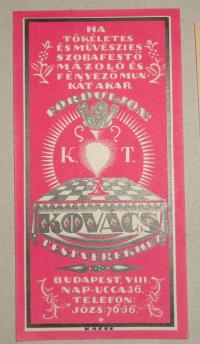 HA
TÖKÉLETES
ÉS MŰVÉSZIES
SZOBAFESTŐ
MÁZOLÓ ÉS
FÉNYEZŐ MUN-
KÁT AKAR
FORDULJON
K. T.
KOVÁCS
FESTÁEREKHEZ
BUDAPEST, VIII.
NAP-UCCA 36.
TELEFON:
JÓZS: 76-56.